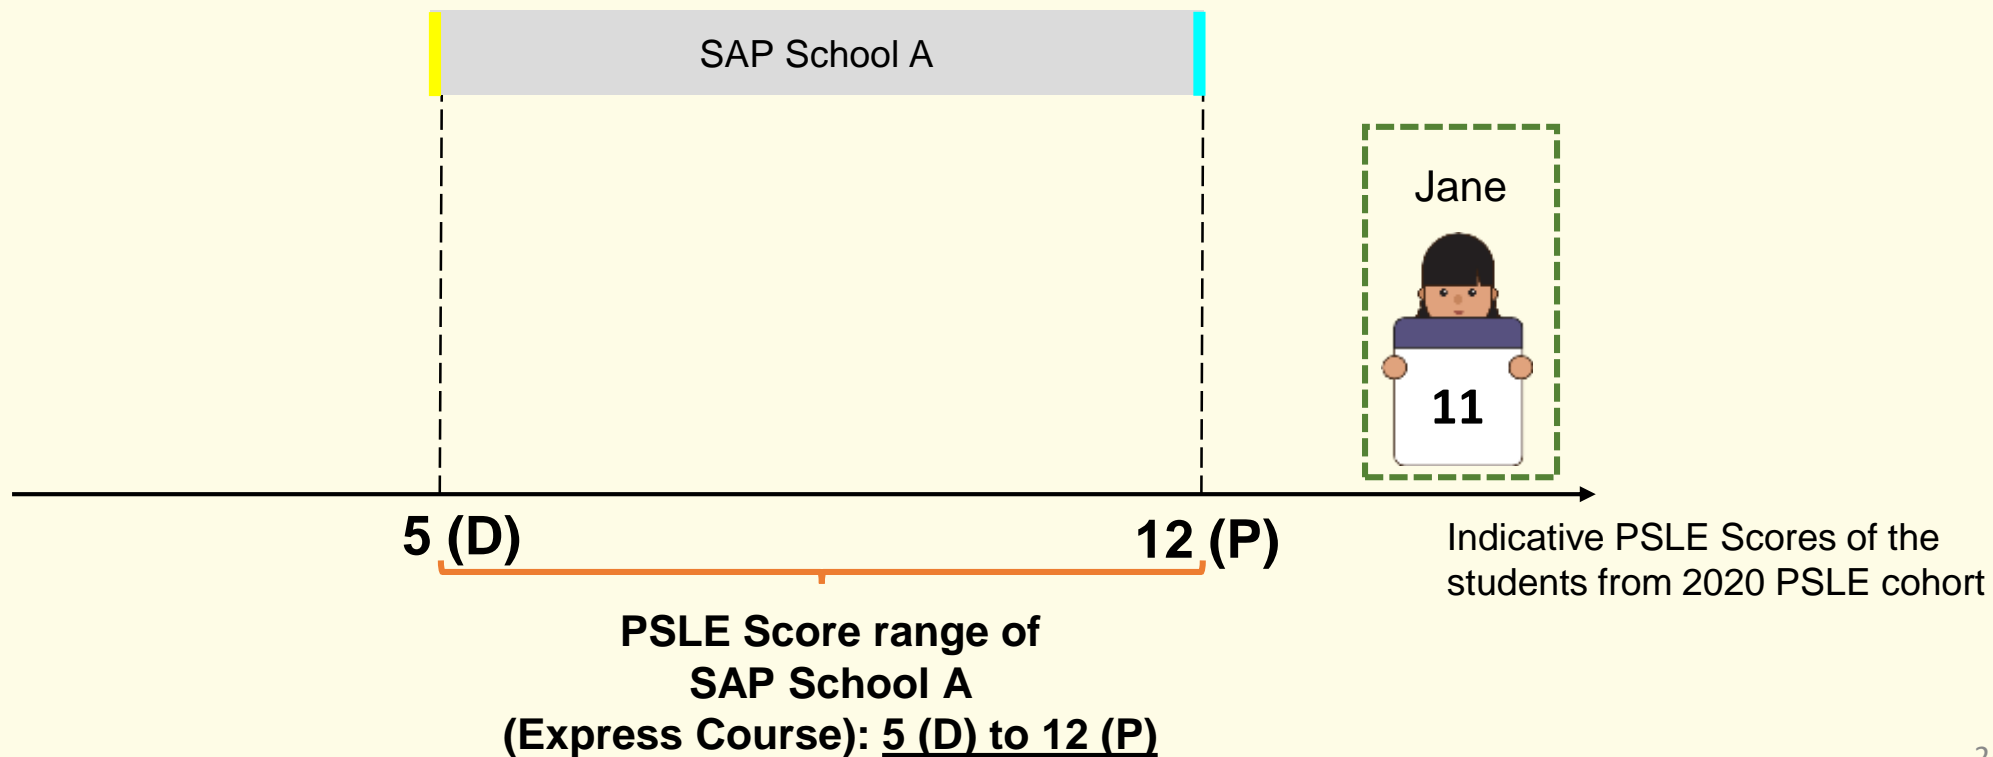 SAP School A
Jane
11
5 (D)
12 (P)
Indicative PSLE Scores of the
students from 2020 PSLE cohort
PSLE Score range of
SAP School A
(Express Course): 5 (D) to 12 (P)